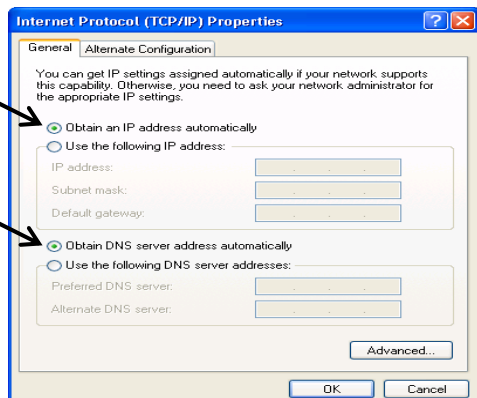 Internet Protocol (TCP/IP) Properties
General
Alternate Configuration
You can get IP settings assigned automatically if your network supports
this capability. Otherwise, you need to ask your network administrator for
the appropriate IP settings.
Obtain an IP address automatically
Use the following IP address:
IP address:
Subnet mask:
Default gateway:
Obtain DNS server address automatically
Use the following DNS server addresses:
Preferred DNS server:
Alternate DNS server:
Advanced...
OK
Cancel